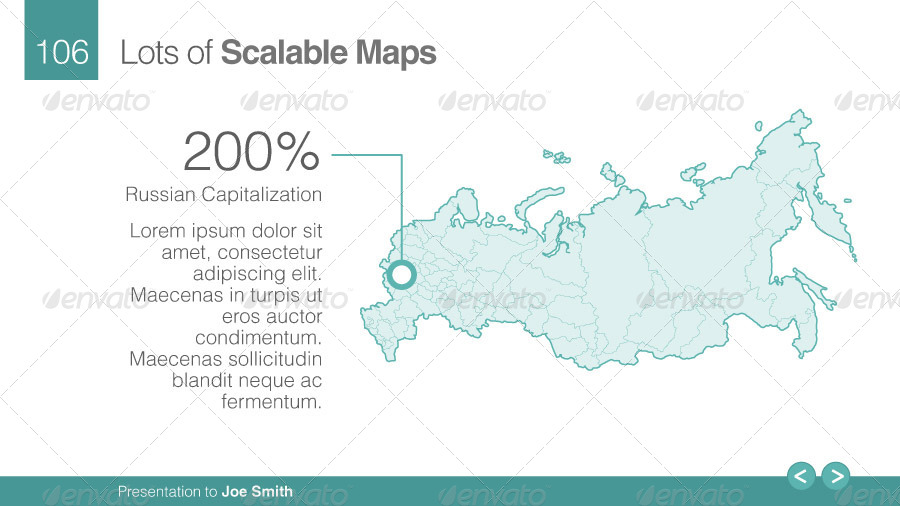 106
Lots of Scalable Maps
200%
Russian Capitalization
Lorem ipsum dolor sit
amet, consectetur
adipiscing elit.
Maecenas in turpis ut
eros auctor
condimentum.
Maecenas sollicitudin
blandit neque ac
fermentum.
Presentation to Joe Smith
< >
envato envato envato envato envato
envato envato envato envato envato
envato envato envato envato envato